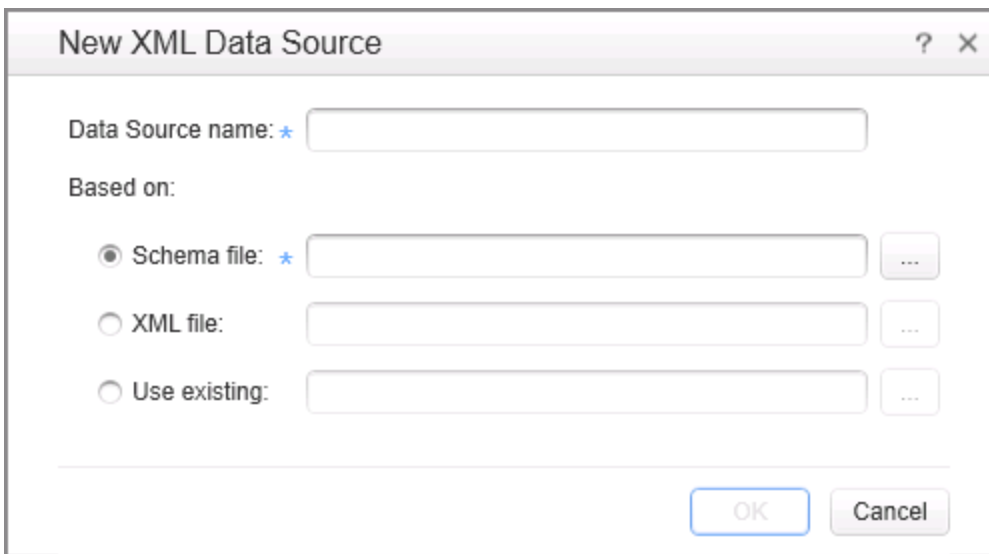 New XML Data Source ? ×
Data Source name: *
Based on:
Schema file: * ...
XML file: ...
Use existing: ...
OK Cancel